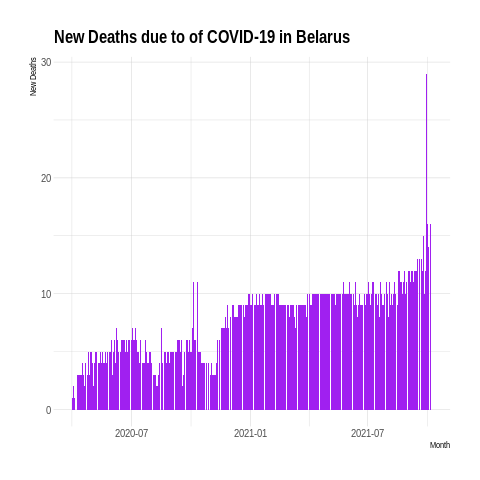 New Deaths due to of COVID-19 in Belarus
New Deaths
30
20
10
0
2020-07
2021-01
2021-07
Month